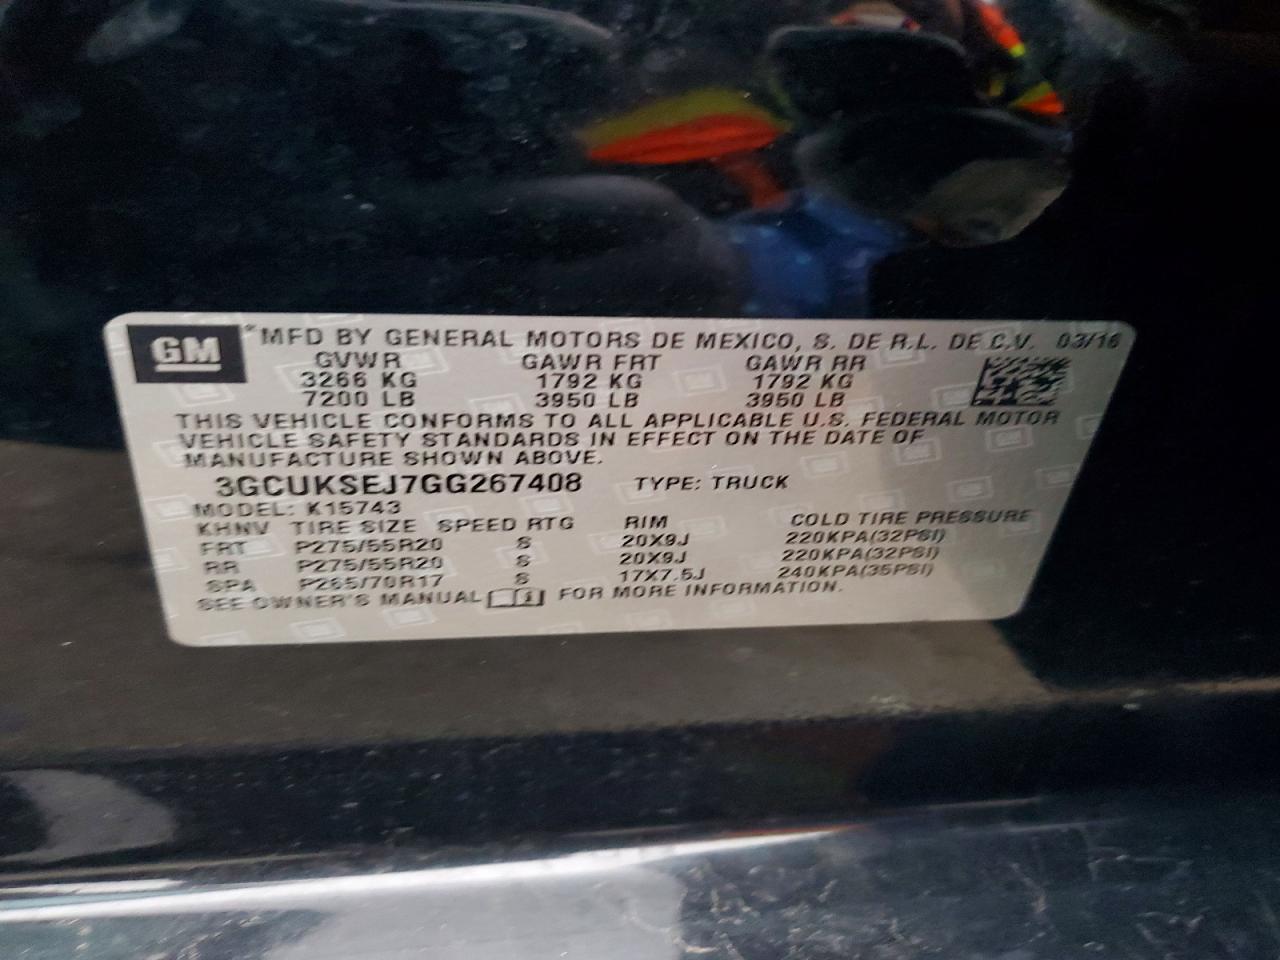 GM
*MFD BY GENERAL MOTORS DE MEXICO, S. DE R.L. DE C.V. 03/16
GVWR GAWR FRT GAWR RR
3266 KG 1792 KG 1792 KG
7200 LB 3950 LB 3950 LB
THIS VEHICLE CONFORMS TO ALL APPLICABLE U.S. FEDERAL MOTOR
VEHICLE SAFETY STANDARDS IN EFFECT ON THE DATE OF
MANUFACTURE SHOWN ABOVE.
3GCUKSEJ7GG267408 TYPE: TRUCK
MODEL: K15743
KHNV TIRE SIZE SPEED RTG RIM COLD TIRE PRESSURE
FRT P275/55R20 S 20X9J 220KPA(32PSI)
RR P275/55R20 S 20X9J 220KPA(32PSI)
SPA P265/70R17 S 17X7.5J 240KPA(35PSI)
SEE OWNER'S MANUAL FOR MORE INFORMATION.